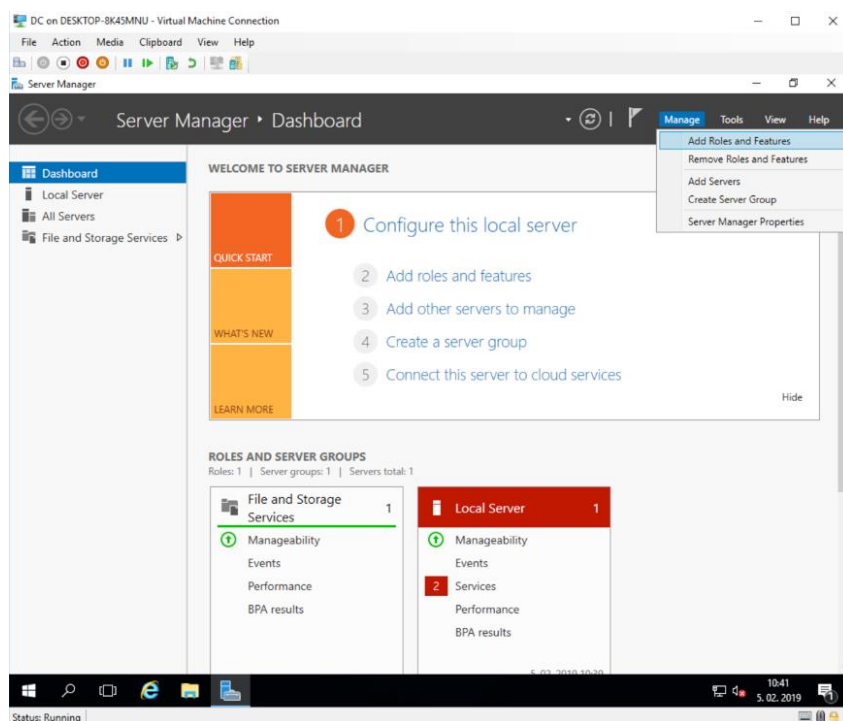 DC on DESKTOP-8K45MNU - Virtual Machine Connection
File Action Media Clipboard View Help
Server Manager
Server Manager • Dashboard
Manage Tools View Help
Add Roles and Features
Remove Roles and Features
Add Servers
Create Server Group
Server Manager Properties
Dashboard
Local Server
All Servers
File and Storage Services
WELCOME TO SERVER MANAGER
QUICK START
WHAT'S NEW
LEARN MORE
1 Configure this local server
2 Add roles and features
3 Add other servers to manage
4 Create a server group
5 Connect this server to cloud services
Hide
ROLES AND SERVER GROUPS
Roles: 1 | Server groups: 1 | Servers total: 1
File and Storage
Services
1
Manageability
Events
Performance
BPA results
Local Server 1
Manageability
Events
2 Services
Performance
BPA results
5. 02. 2019 10:39
10:41
5. 02. 2019
1
Status: Running